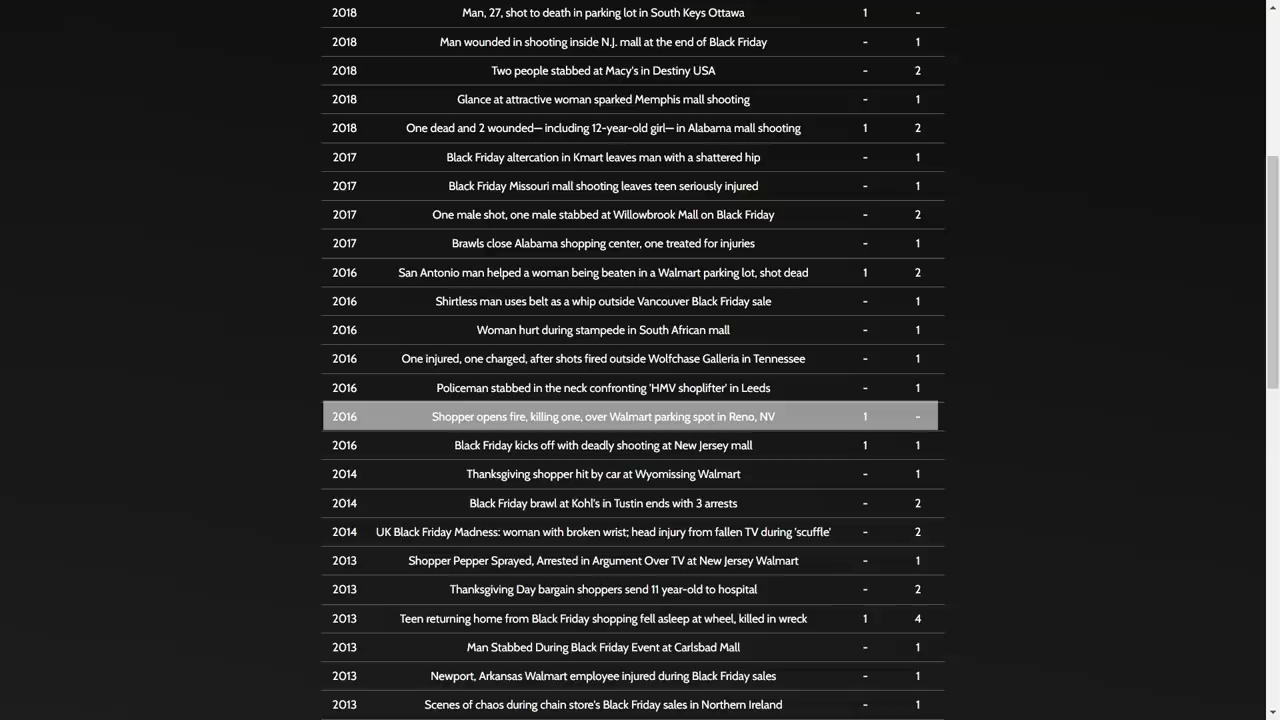 2018 Man, 27, shot to death in parking lot in South Keys Ottawa 1 -
2018 Man wounded in shooting inside N.J. mall at the end of Black Friday - 1
2018 Two people stabbed at Macy's in Destiny USA - 2
2018 Glance at attractive woman sparked Memphis mall shooting - 1
2018 One dead and 2 wounded— including 12-year-old girl— in Alabama mall shooting 1 2
2017 Black Friday altercation in Kmart leaves man with a shattered hip - 1
2017 Black Friday Missouri mall shooting leaves teen seriously injured - 1
2017 One male shot, one male stabbed at Willowbrook Mall on Black Friday - 2
2017 Brawls close Alabama shopping center, one treated for injuries - 1
2016 San Antonio man helped a woman being beaten in a Walmart parking lot, shot dead 1 2
2016 Shirtless man uses belt as a whip outside Vancouver Black Friday sale - 1
2016 Woman hurt during stampede in South African mall - 1
2016 One injured, one charged, after shots fired outside Wolfchase Galleria in Tennessee - 1
2016 Policeman stabbed in the neck confronting 'HMV shoplifter' in Leeds - 1
2016 Shopper opens fire, killing one, over Walmart parking spot in Reno, NV 1 -
2016 Black Friday kicks off with deadly shooting at New Jersey mall 1 1
2014 Thanksgiving shopper hit by car at Wyomissing Walmart - 1
2014 Black Friday brawl at Kohl's in Tustin ends with 3 arrests - 2
2014 UK Black Friday Madness: woman with broken wrist; head injury from fallen TV during 'scuffle' - 2
2013 Shopper Pepper Sprayed, Arrested in Argument Over TV at New Jersey Walmart - 1
2013 Thanksgiving Day bargain shoppers send 11 year-old to hospital - 2
2013 Teen returning home from Black Friday shopping fell asleep at wheel, killed in wreck 1 4
2013 Man Stabbed During Black Friday Event at Carlsbad Mall - 1
2013 Newport, Arkansas Walmart employee injured during Black Friday sales - 1
2013 Scenes of chaos during chain store's Black Friday sales in Northern Ireland - 1